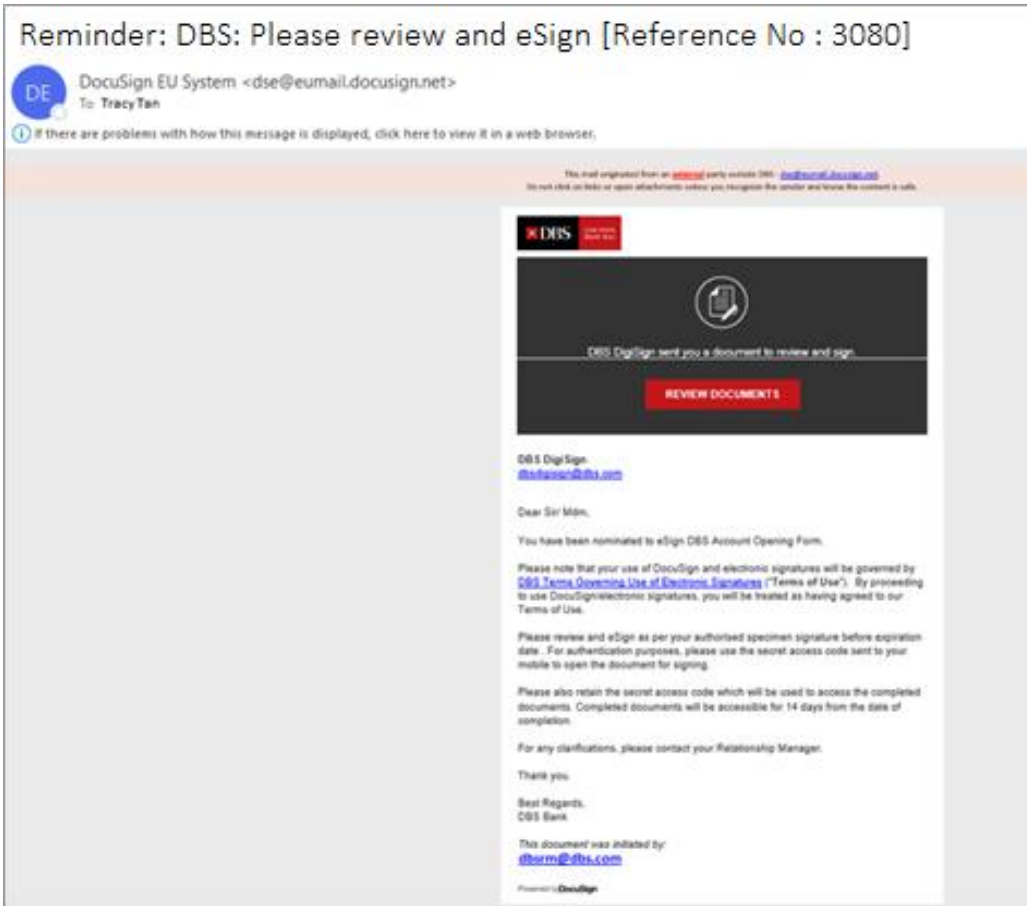 Reminder: DBS: Please review and eSign [Reference No : 3080]
DE
DocuSign EU System <dse@eumail.docusign.net>
To Tracy Tan
If there are problems with how this message is displayed, click here to view it in a web browser.
This mail originated from an external party outside DBS dse@eumail.docusign.net
Do not click on links or open attachments unless you recognize the sender and know the content is safe.
DBS
DBS DigiSign sent you a document to review and sign.
REVIEW DOCUMENTS
DBS DigiSign
dbsdigisign@dbs.com
Dear Sir/ Mdm,
You have been nominated to eSign DBS Account Opening Form.
Please note that your use of DocuSign and electronic signatures will be governed by
DBS Terms Governing Use of Electronic Signatures ("Terms of Use"). By proceeding
to use DocuSign/electronic signatures, you will be treated as having agreed to our
Terms of Use.
Please review and eSign as per your authorised specimen signature before expiration
date . For authentication purposes, please use the secret access code sent to your
mobile to open the document for signing.
Please also retain the secret access code which will be used to access the completed
documents. Completed documents will be accessible for 14 days from the date of
completion.
For any clarifications, please contact your Relationship Manager.
Thank you.
Best Regards,
DBS Bank
This document was initiated by:
dbsrm@dbs.com
Powered by DocuSign